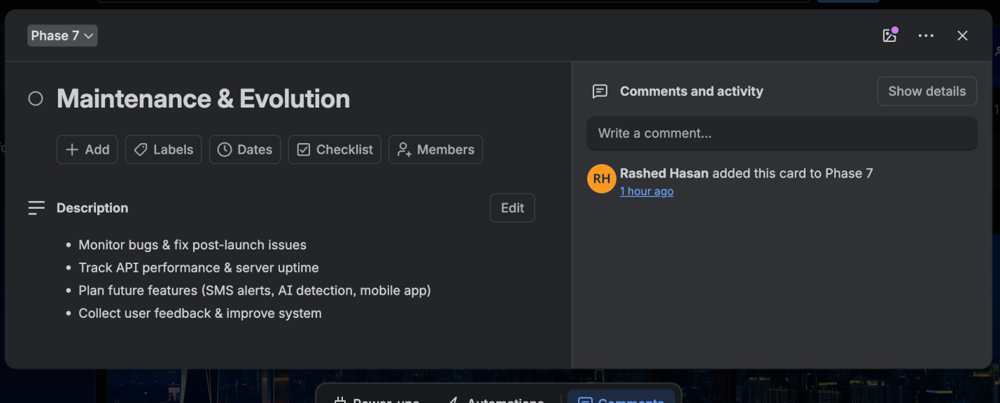 Phase 7
Maintenance & Evolution
Add
Labels
Dates
Checklist
Members
Description
Edit
• Monitor bugs & fix post-launch issues
• Track API performance & server uptime
• Plan future features (SMS alerts, AI detection, mobile app)
• Collect user feedback & improve system
Comments and activity
Show details
Write a comment...
RH
Rashed Hasan added this card to Phase 7
1 hour ago
Power-ups
Automations
Comments